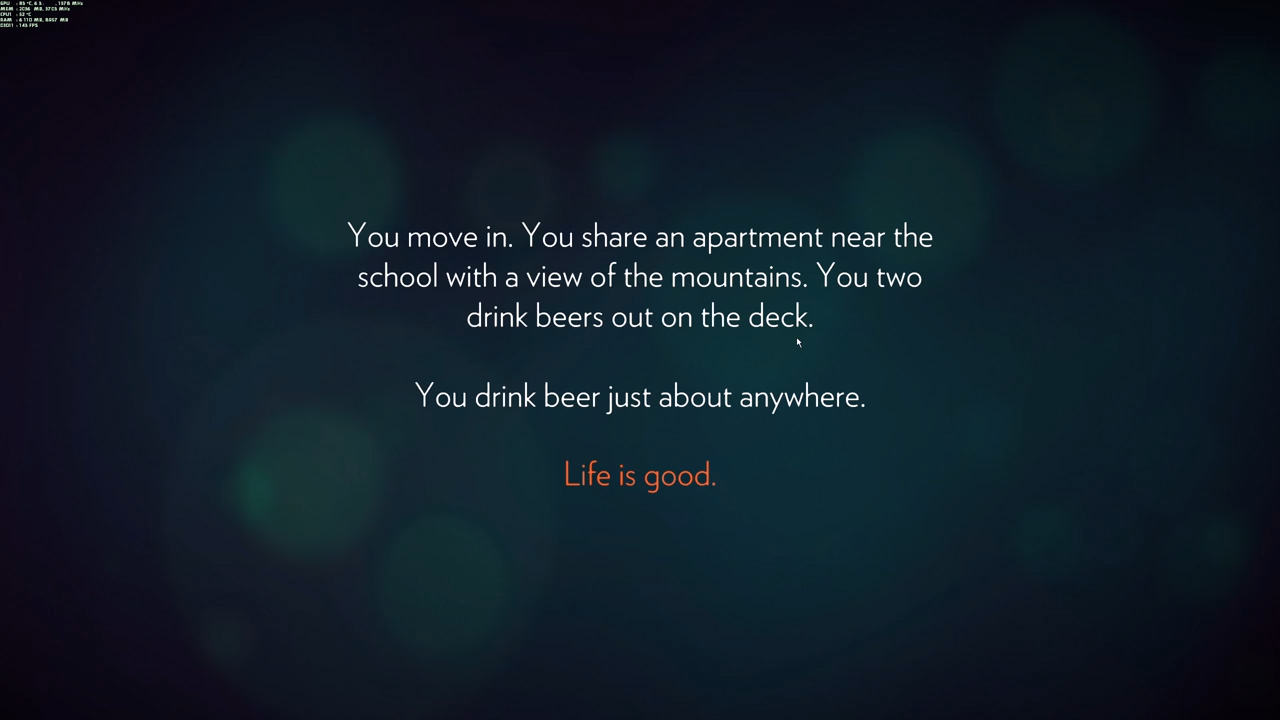 You move in. You share an apartment near the
school with a view of the mountains. You two
drink beers out on the deck.
You drink beer just about anywhere.
Life is good.